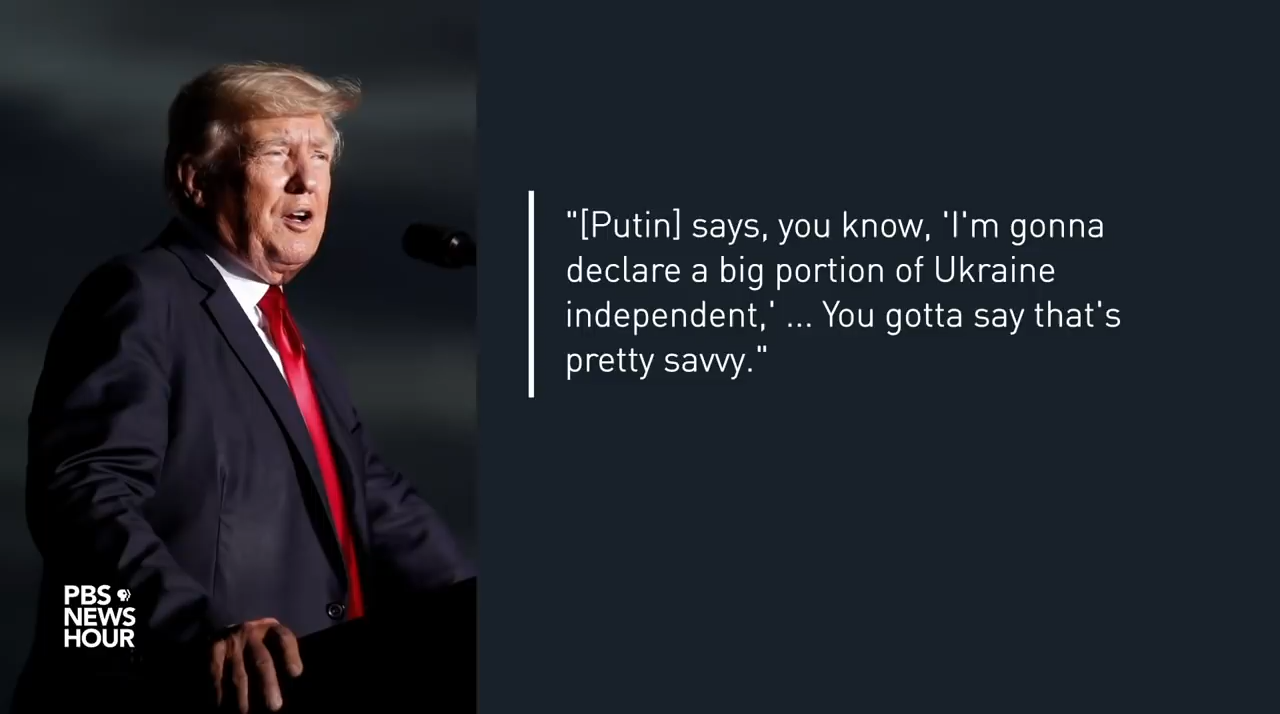 "[Putin] says, you know, 'I'm gonna
declare a big portion of Ukraine
independent,' ... You gotta say that's
pretty savvy."
PBS
NEWS
HOUR